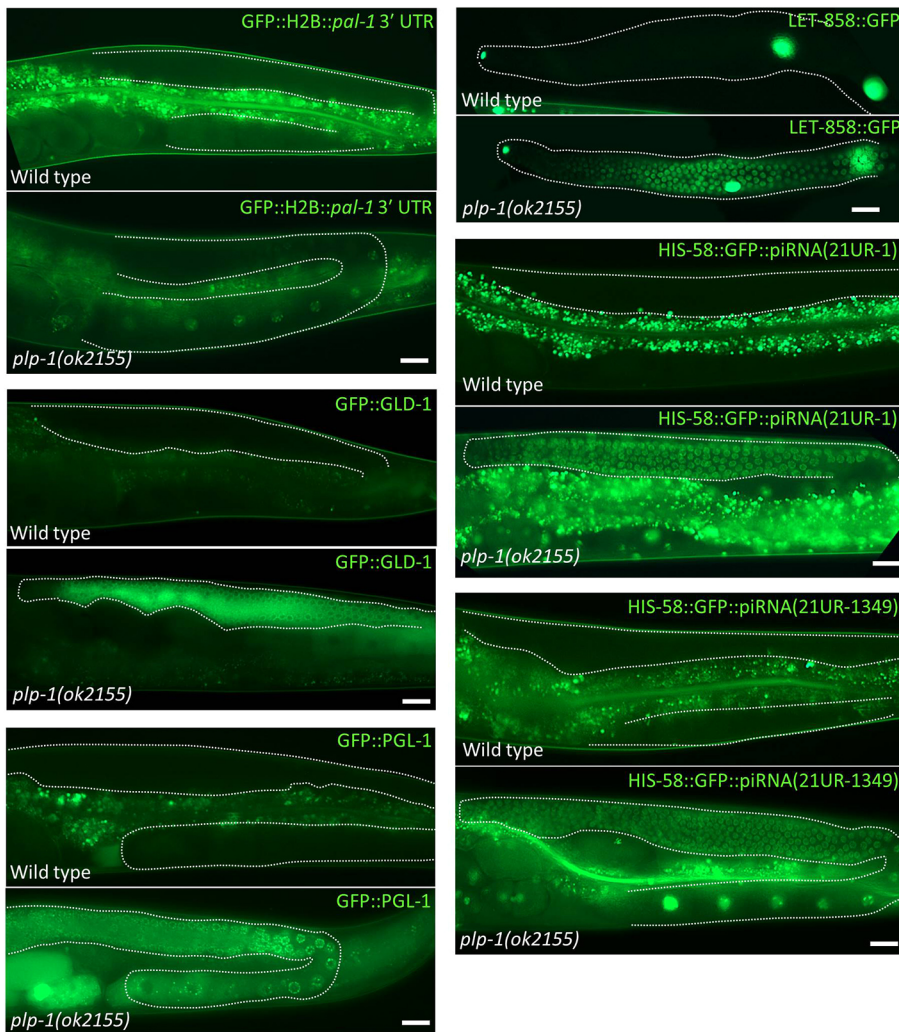 GFP::H2B::pal-1 3′ UTR
Wild type
GFP::H2B::pal-1 3′ UTR
plp-1(ok2155)
GFP::GLD-1
Wild type
GFP::GLD-1
plp-1(ok2155)
GFP::PGL-1
Wild type
GFP::PGL-1
plp-1(ok2155)
LET-858::GFP
Wild type
LET-858::GFP
plp-1(ok2155)
HIS-58::GFP::piRNA(21UR-1)
Wild type
HIS-58::GFP::piRNA(21UR-1)
plp-1(ok2155)
HIS-58::GFP::piRNA(21UR-1349)
Wild type
HIS-58::GFP::piRNA(21UR-1349)
plp-1(ok2155)